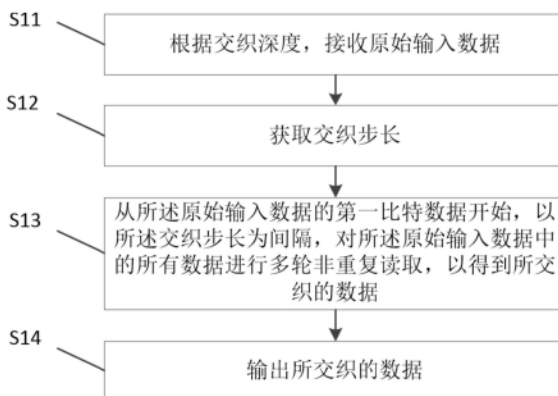 S11
根据交织深度，接收原始输入数据
S12
获取交织步长
S13
从所述原始输入数据的第一比特数据开始，以
所述交织步长为间隔，对所述原始输入数据中
的所有数据进行多轮非重复读取，以得到所交
织的数据
S14
输出所交织的数据